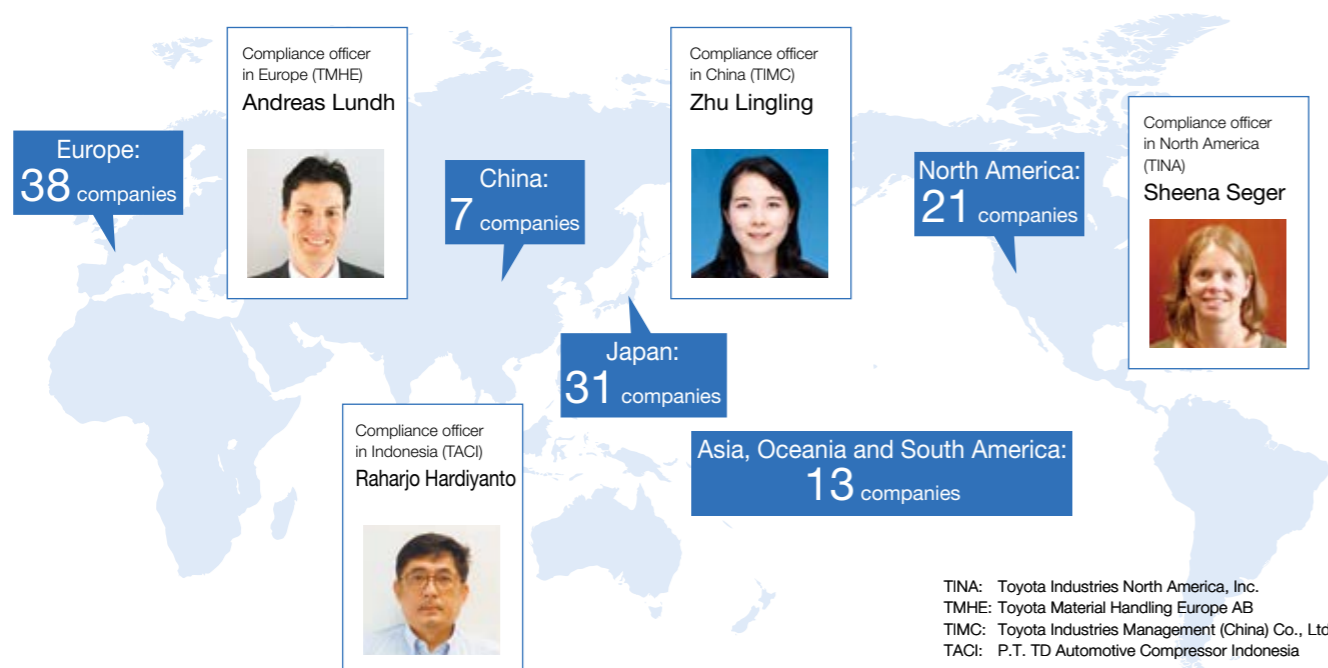 Compliance officer
in Europe (TMHE)
Andreas Lundh
Compliance officer
in China (TIMC)
Zhu Lingling
Compliance officer
in North America
(TINA)
Sheena Seger
Europe:
38 companies
China:
7 companies
North America:
21 companies
Japan:
31 companies
Compliance officer
in Indonesia (TACI)
Raharjo Hardiyanto
Asia, Oceania and South America:
13 companies
TINA: Toyota Industries North America, Inc.
TMHE: Toyota Material Handling Europe AB
TIMC: Toyota Industries Management (China) Co., Ltd
TACI: P.T. TD Automotive Compressor Indonesia